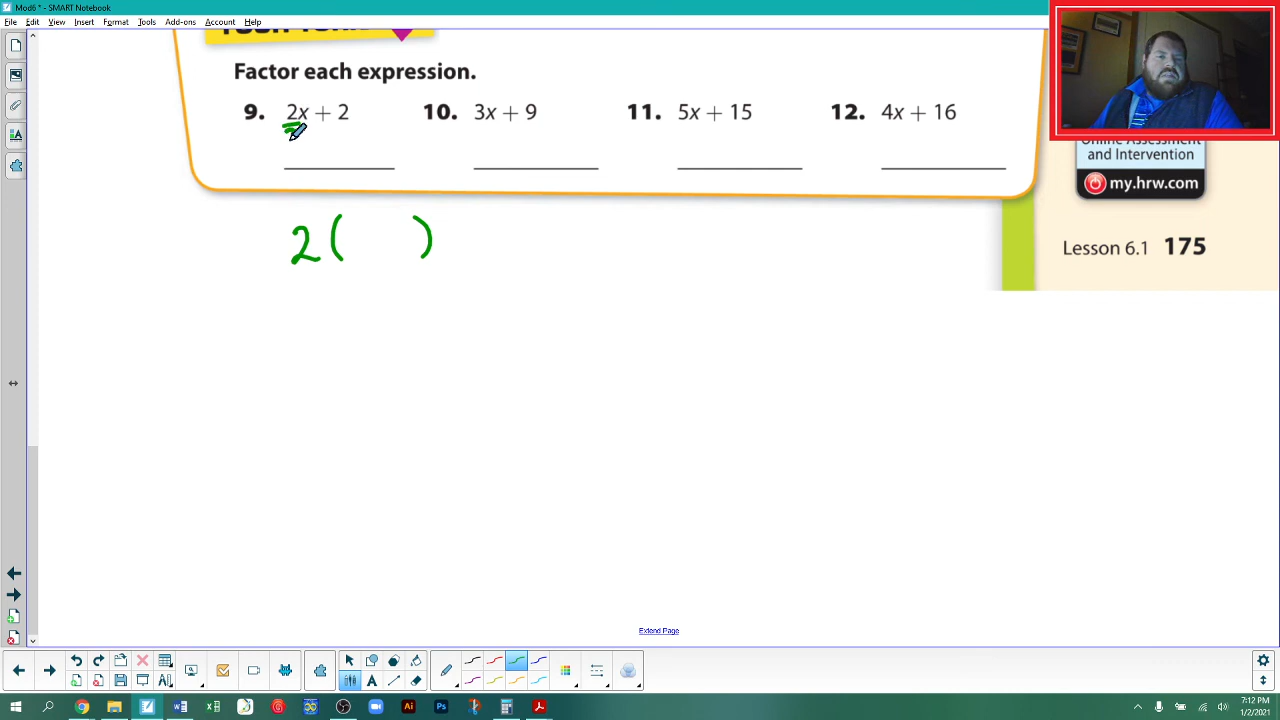 Mod6 * - SMART Notebook
File Edit View Insert Format Tools Add-ons Account Help
Factor each expression.
9. 2x + 2 10. 3x + 9 11. 5x + 15 12. 4x + 16
Online Assessment
and Intervention
my.hrw.com
2 ( )
Lesson 6.1 175
Extend Page
7:12 PM
1/2/2021